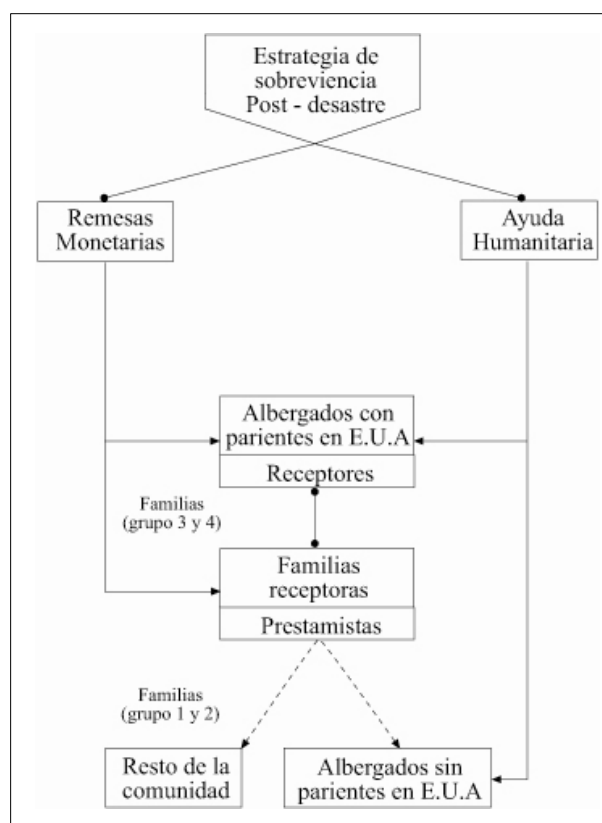 Estrategia de
sobreviencia
Post - desastre
Remesas
Monetarias
Ayuda
Humanitaria
Albergados con
parientes en E.U.A
Receptores
Familias
(grupo 3 y 4)
Familias
receptoras
Prestamistas
Familias
(grupo 1 y 2)
Resto de la
comunidad
Albergados sin
parientes en E.U.A